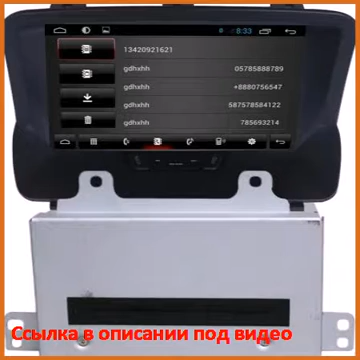 8:33
13420921621
gdhxhh 05785888789
gdhxhh +8880756547
gdhxhh 587578584122
gdhxhh 785693214
Ссылка в описании под видео